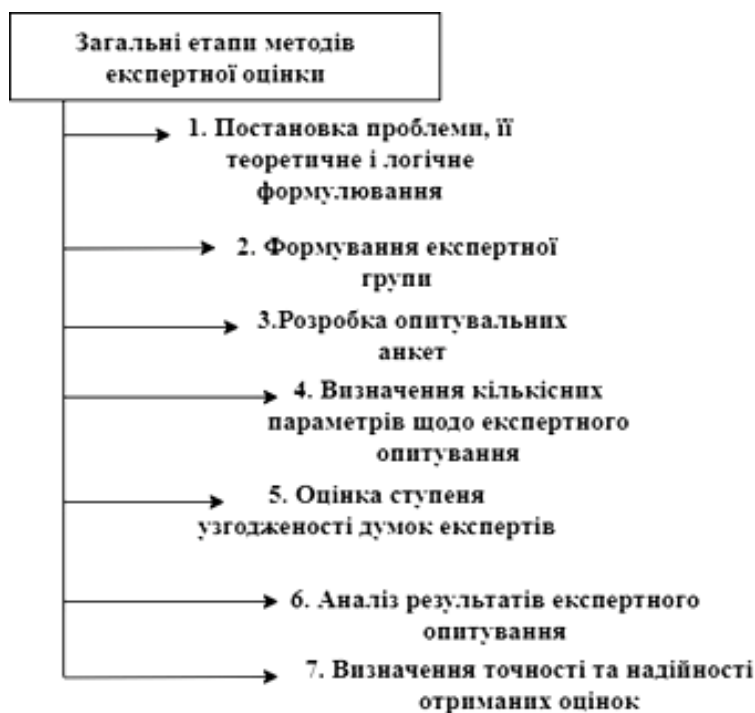 Загальні етапи методів
експертної оцінки
1. Постановка проблеми, її
теоретичне і логічне
формулювання
2. Формування експертної
групи
3.Розробка опитувальних
анкет
4. Визначення кількісних
параметрів щодо експертного
опитування
5. Оцінка ступеня
узгодженості думок експертів
6. Аналіз результатів експертного
опитування
7. Визначення точності та надійності
отриманих оцінок